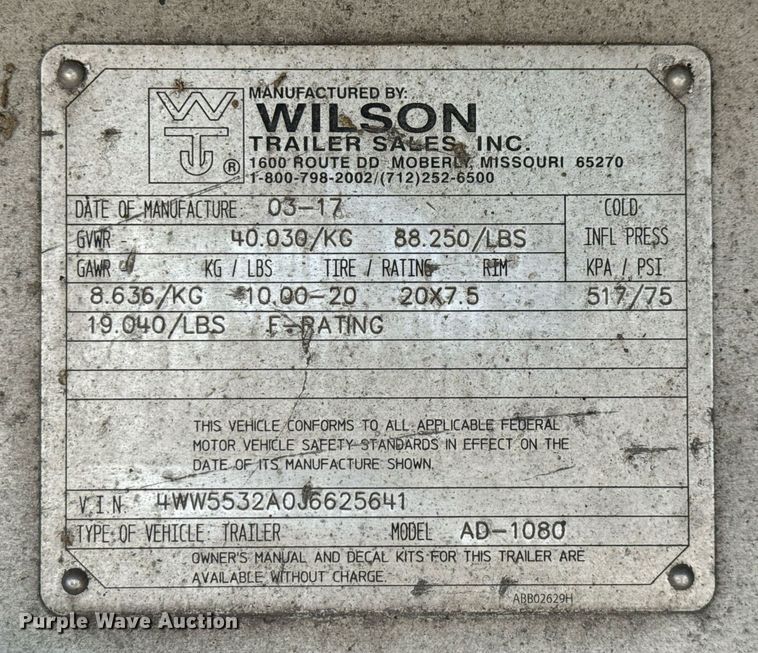 WT
®
MANUFACTURED BY:
WILSON
TRAILER SALES, INC.
1600 ROUTE DD MOBERLY, MISSOURI 65270
1-800-798-2002/(712)252-6500
DATE OF MANUFACTURE: 03-17 COLD
GVWR - 40.030/KG 88.250/LBS INFL PRESS
GAWR - KG / LBS TIRE / RATING RIM KPA / PSI
8.636/KG 10.00-20 20X7.5 517/75
19.040/LBS F-RATING
THIS VEHICLE CONFORMS TO ALL APPLICABLE FEDERAL
MOTOR VEHICLE SAFETY STANDARDS IN EFFECT ON THE
DATE OF ITS MANUFACTURE SHOWN.
V.I.N. 4WW5532A0J6625641
TYPE OF VEHICLE: TRAILER MODEL AD-1080
OWNER'S MANUAL AND DECAL KITS FOR THIS TRAILER ARE
AVAILABLE WITHOUT CHARGE.
ABB02629H
Purple Wave Auction